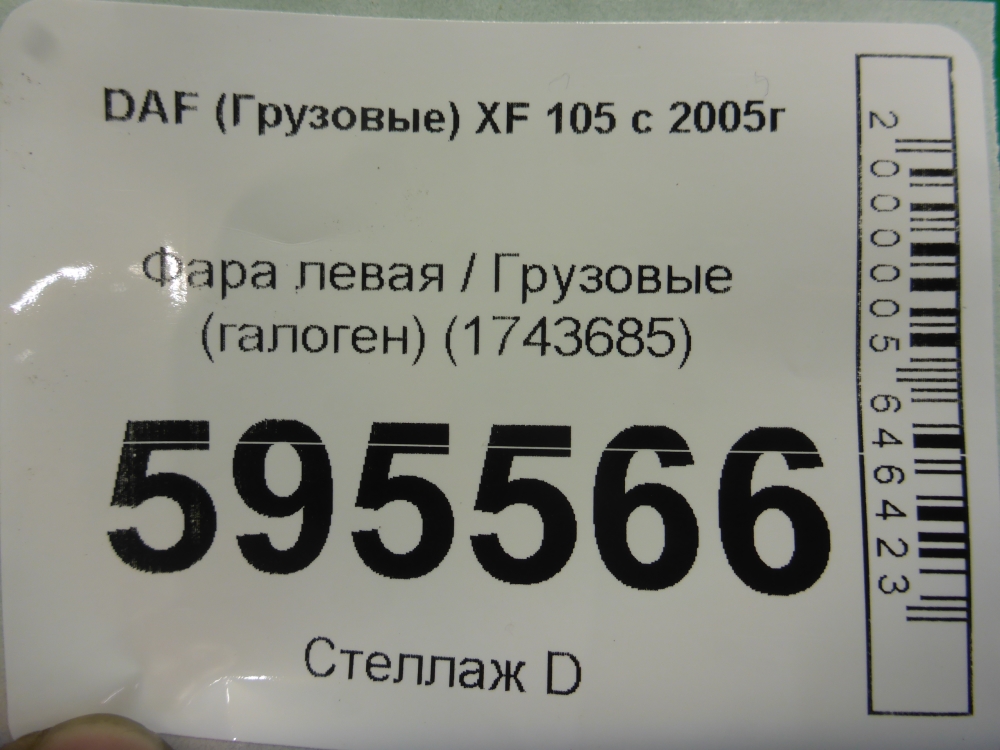 DAF (Грузовые) XF 105 с 2005г
Фара левая / Грузовые
(галоген) (1743685)
595566
Стеллаж D
2000005646423